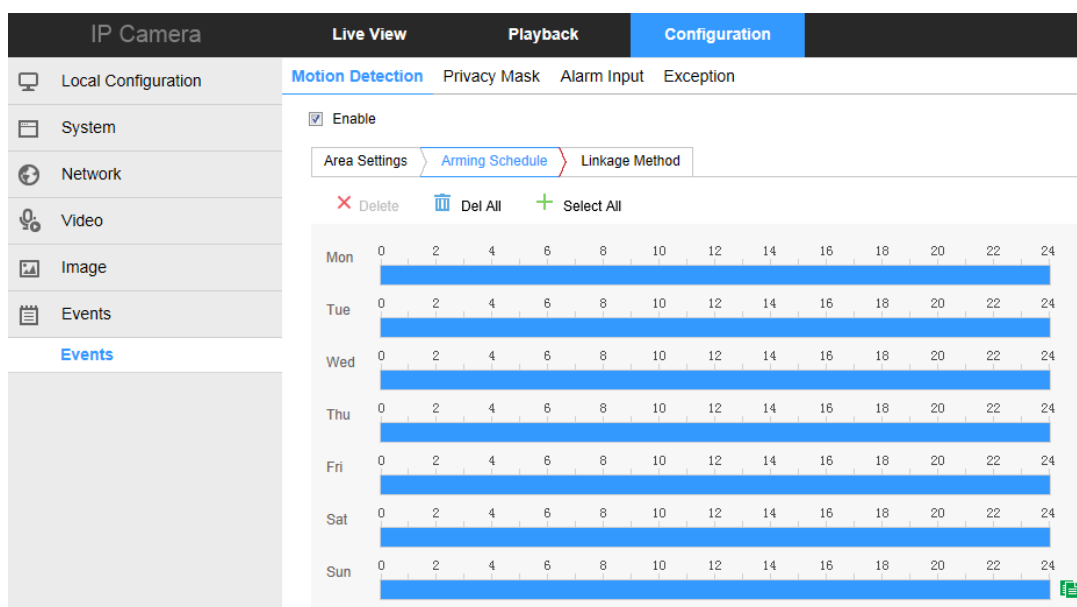 IP Camera Live View Playback Configuration
Local Configuration
System
Network
Video
Image
Events
Events
Motion Detection Privacy Mask Alarm Input Exception
Enable
Area Settings Arming Schedule Linkage Method
Delete Del All Select All
Mon 0 2 4 6 8 10 12 14 16 18 20 22 24
Tue 0 2 4 6 8 10 12 14 16 18 20 22 24
Wed 0 2 4 6 8 10 12 14 16 18 20 22 24
Thu 0 2 4 6 8 10 12 14 16 18 20 22 24
Fri 0 2 4 6 8 10 12 14 16 18 20 22 24
Sat 0 2 4 6 8 10 12 14 16 18 20 22 24
Sun 0 2 4 6 8 10 12 14 16 18 20 22 24